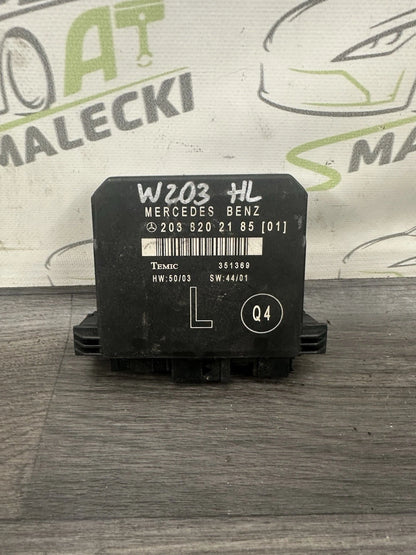 AT
MALECKI
MALECKI
W203 HL
MERCEDES BENZ
203 820 21 85 [01]
TEMIC 351369
HW:50/03 SW:44/01
L
Q4